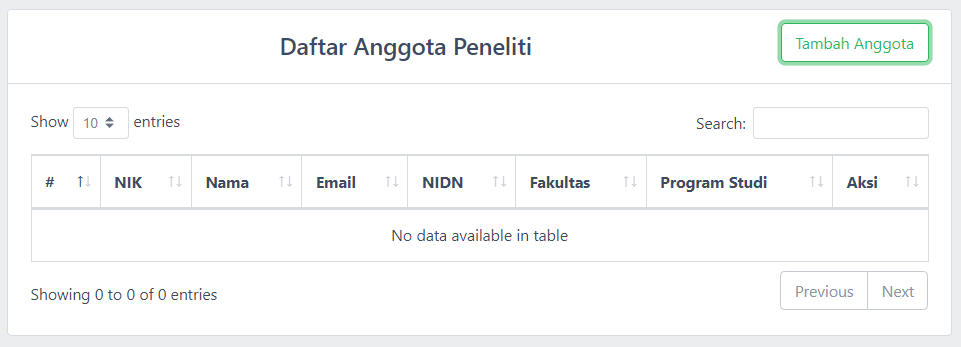 Daftar Anggota Peneliti Tambah Anggota
Show 10 entries Search:
# NIK Nama Email NIDN Fakultas Program Studi Aksi
No data available in table
Showing 0 to 0 of 0 entries Previous Next